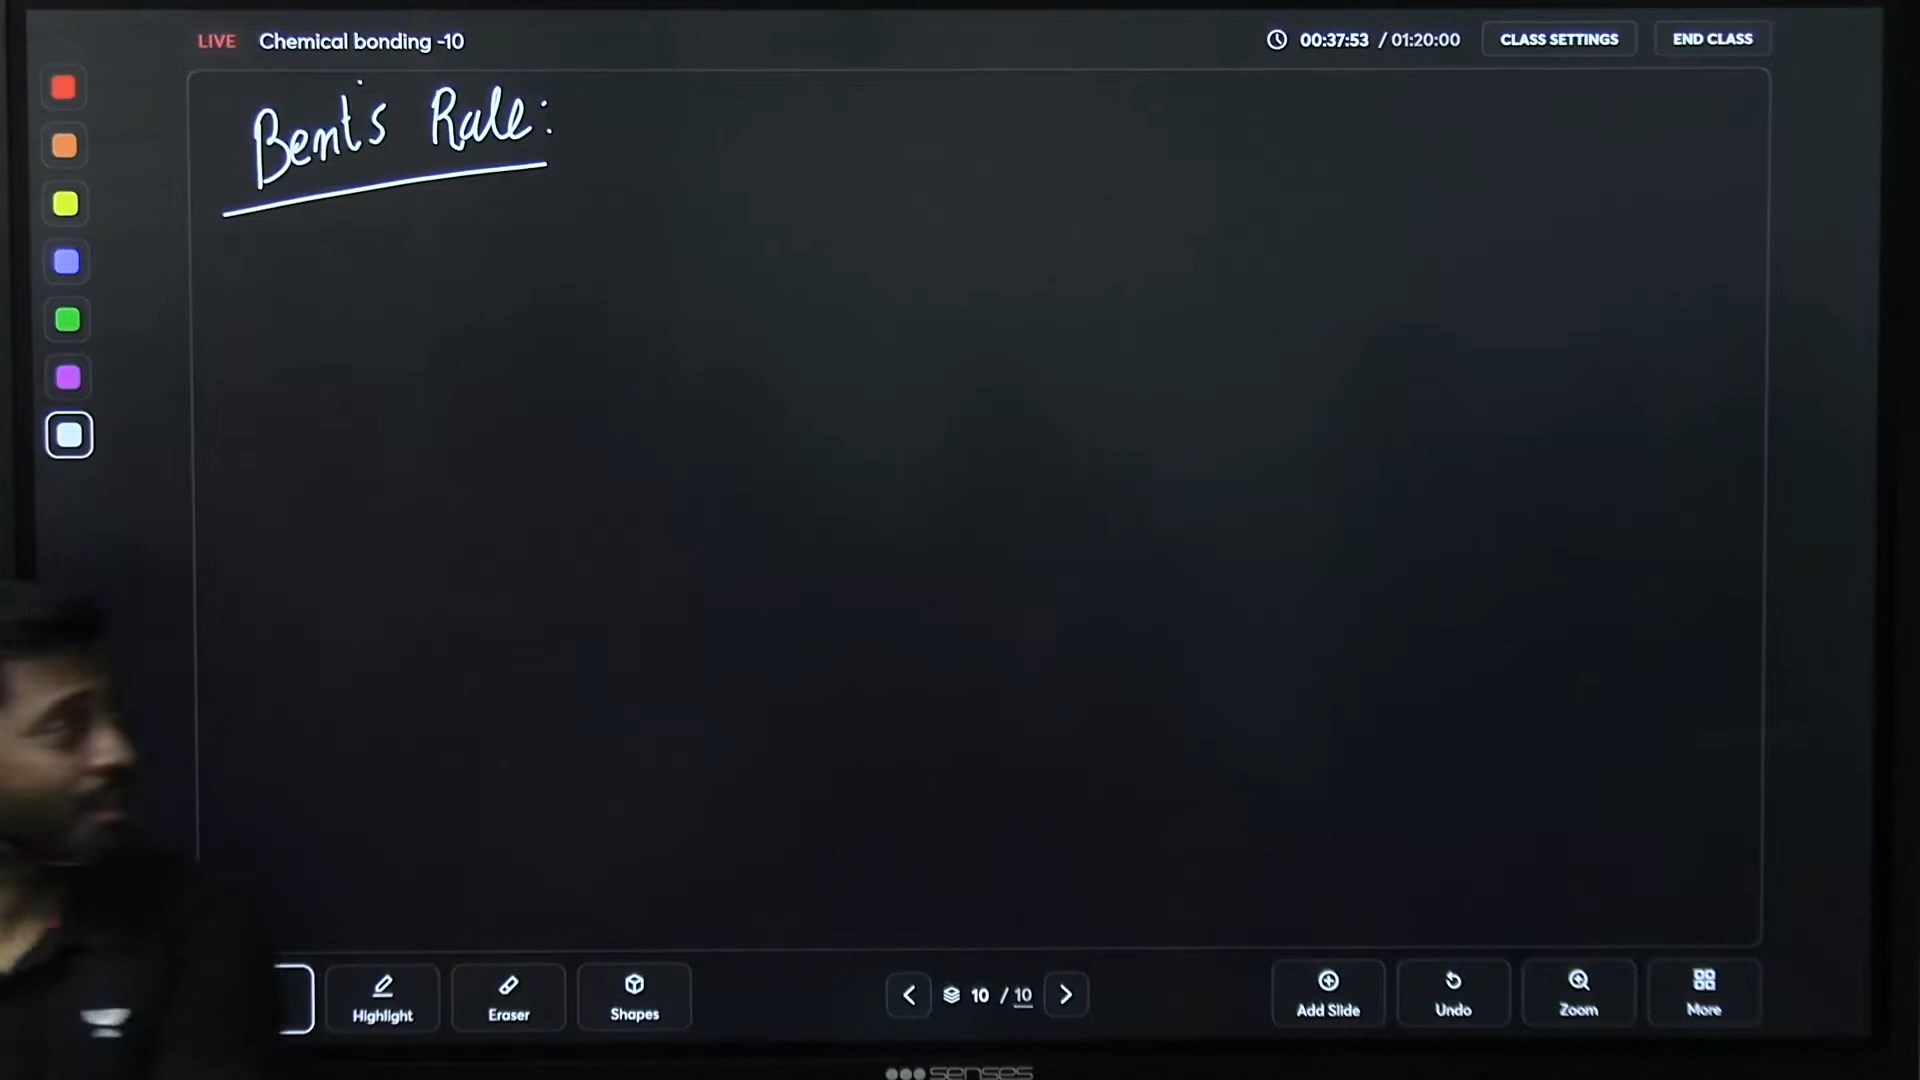 LIVE Chemical bonding -10 00:37:53 / 01:20:00 CLASS SETTINGS END CLASS
Bent's Rule:
Highlight Eraser Shapes 10 / 10 Add Slide Undo Zoom More
senses